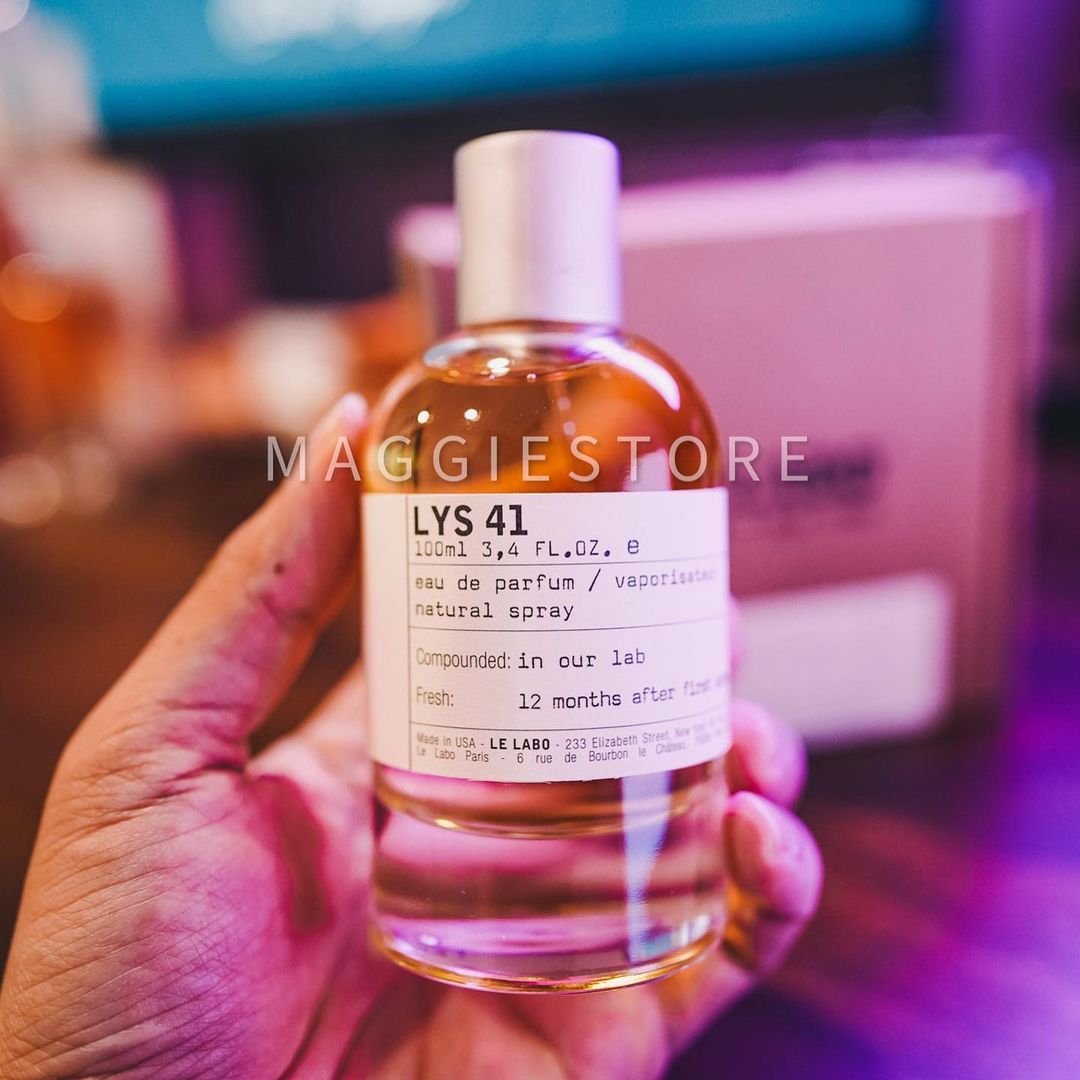 MAGGIESTORE
LYS 41
100ml 3,4 FL.OZ. e
eau de parfum / vaporisateur
natural spray
Compounded: in our lab
Fresh: 12 months after first
Made in USA - LE LABO - 233 Elizabeth Street, New
Le Labo Paris - 6 rue de Bourbon le Château,